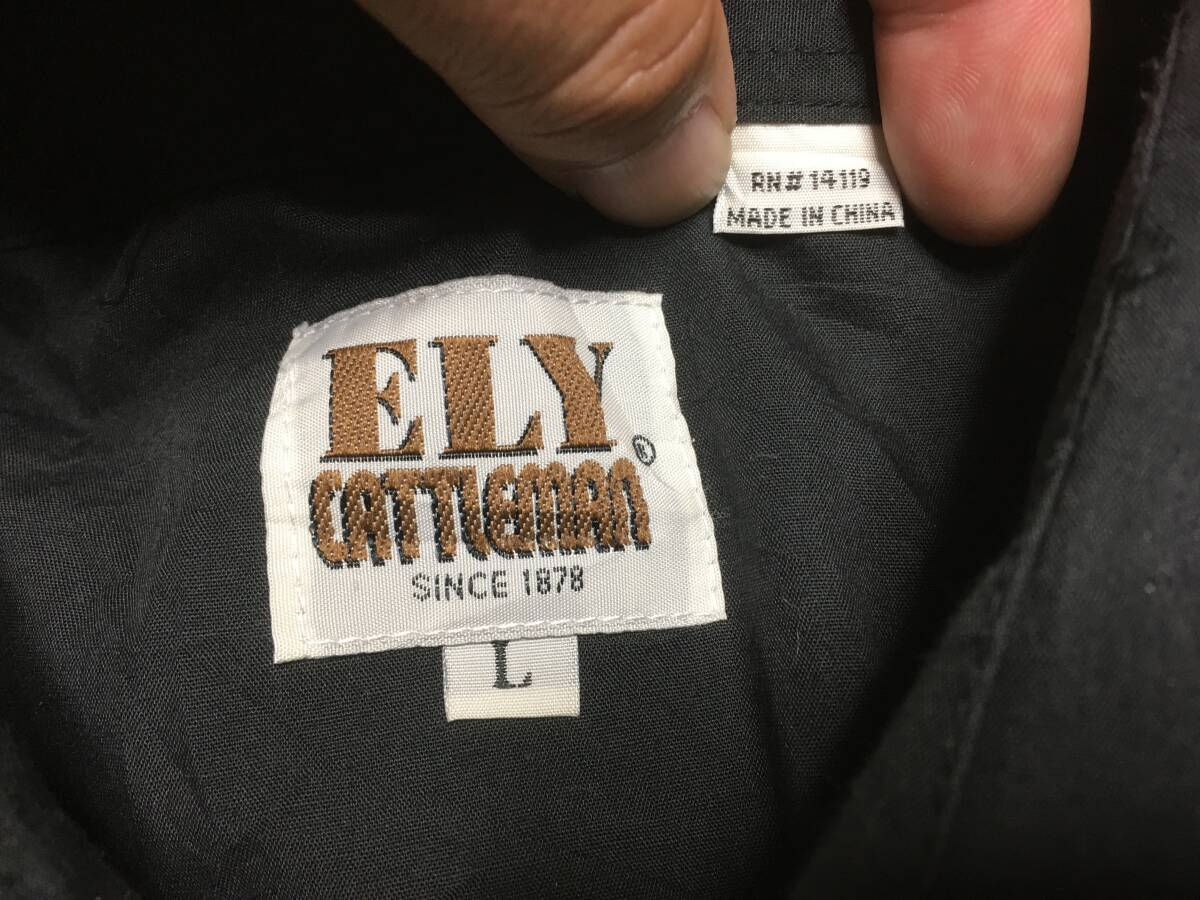 RN# 14119
MADE IN CHINA
ELY
CATTLEMAN ®
SINCE 1878
L